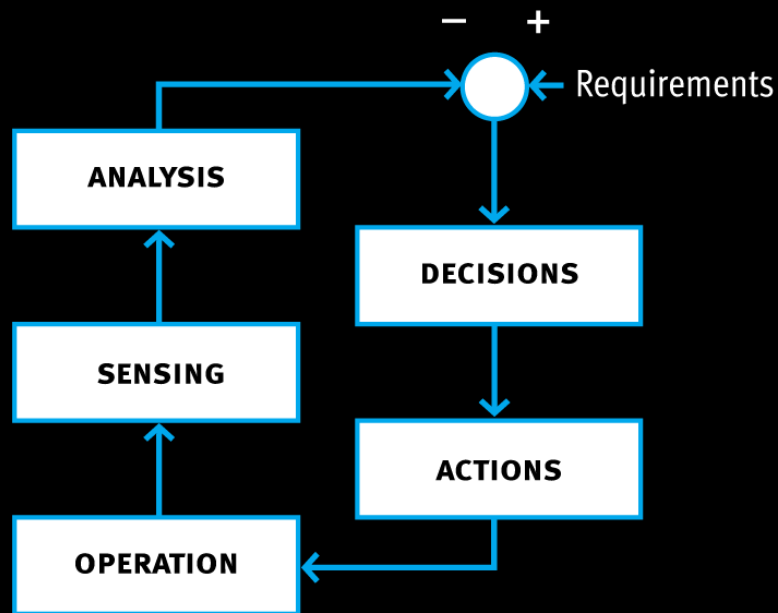 − +
Requirements
ANALYSIS
DECISIONS
SENSING
ACTIONS
OPERATION